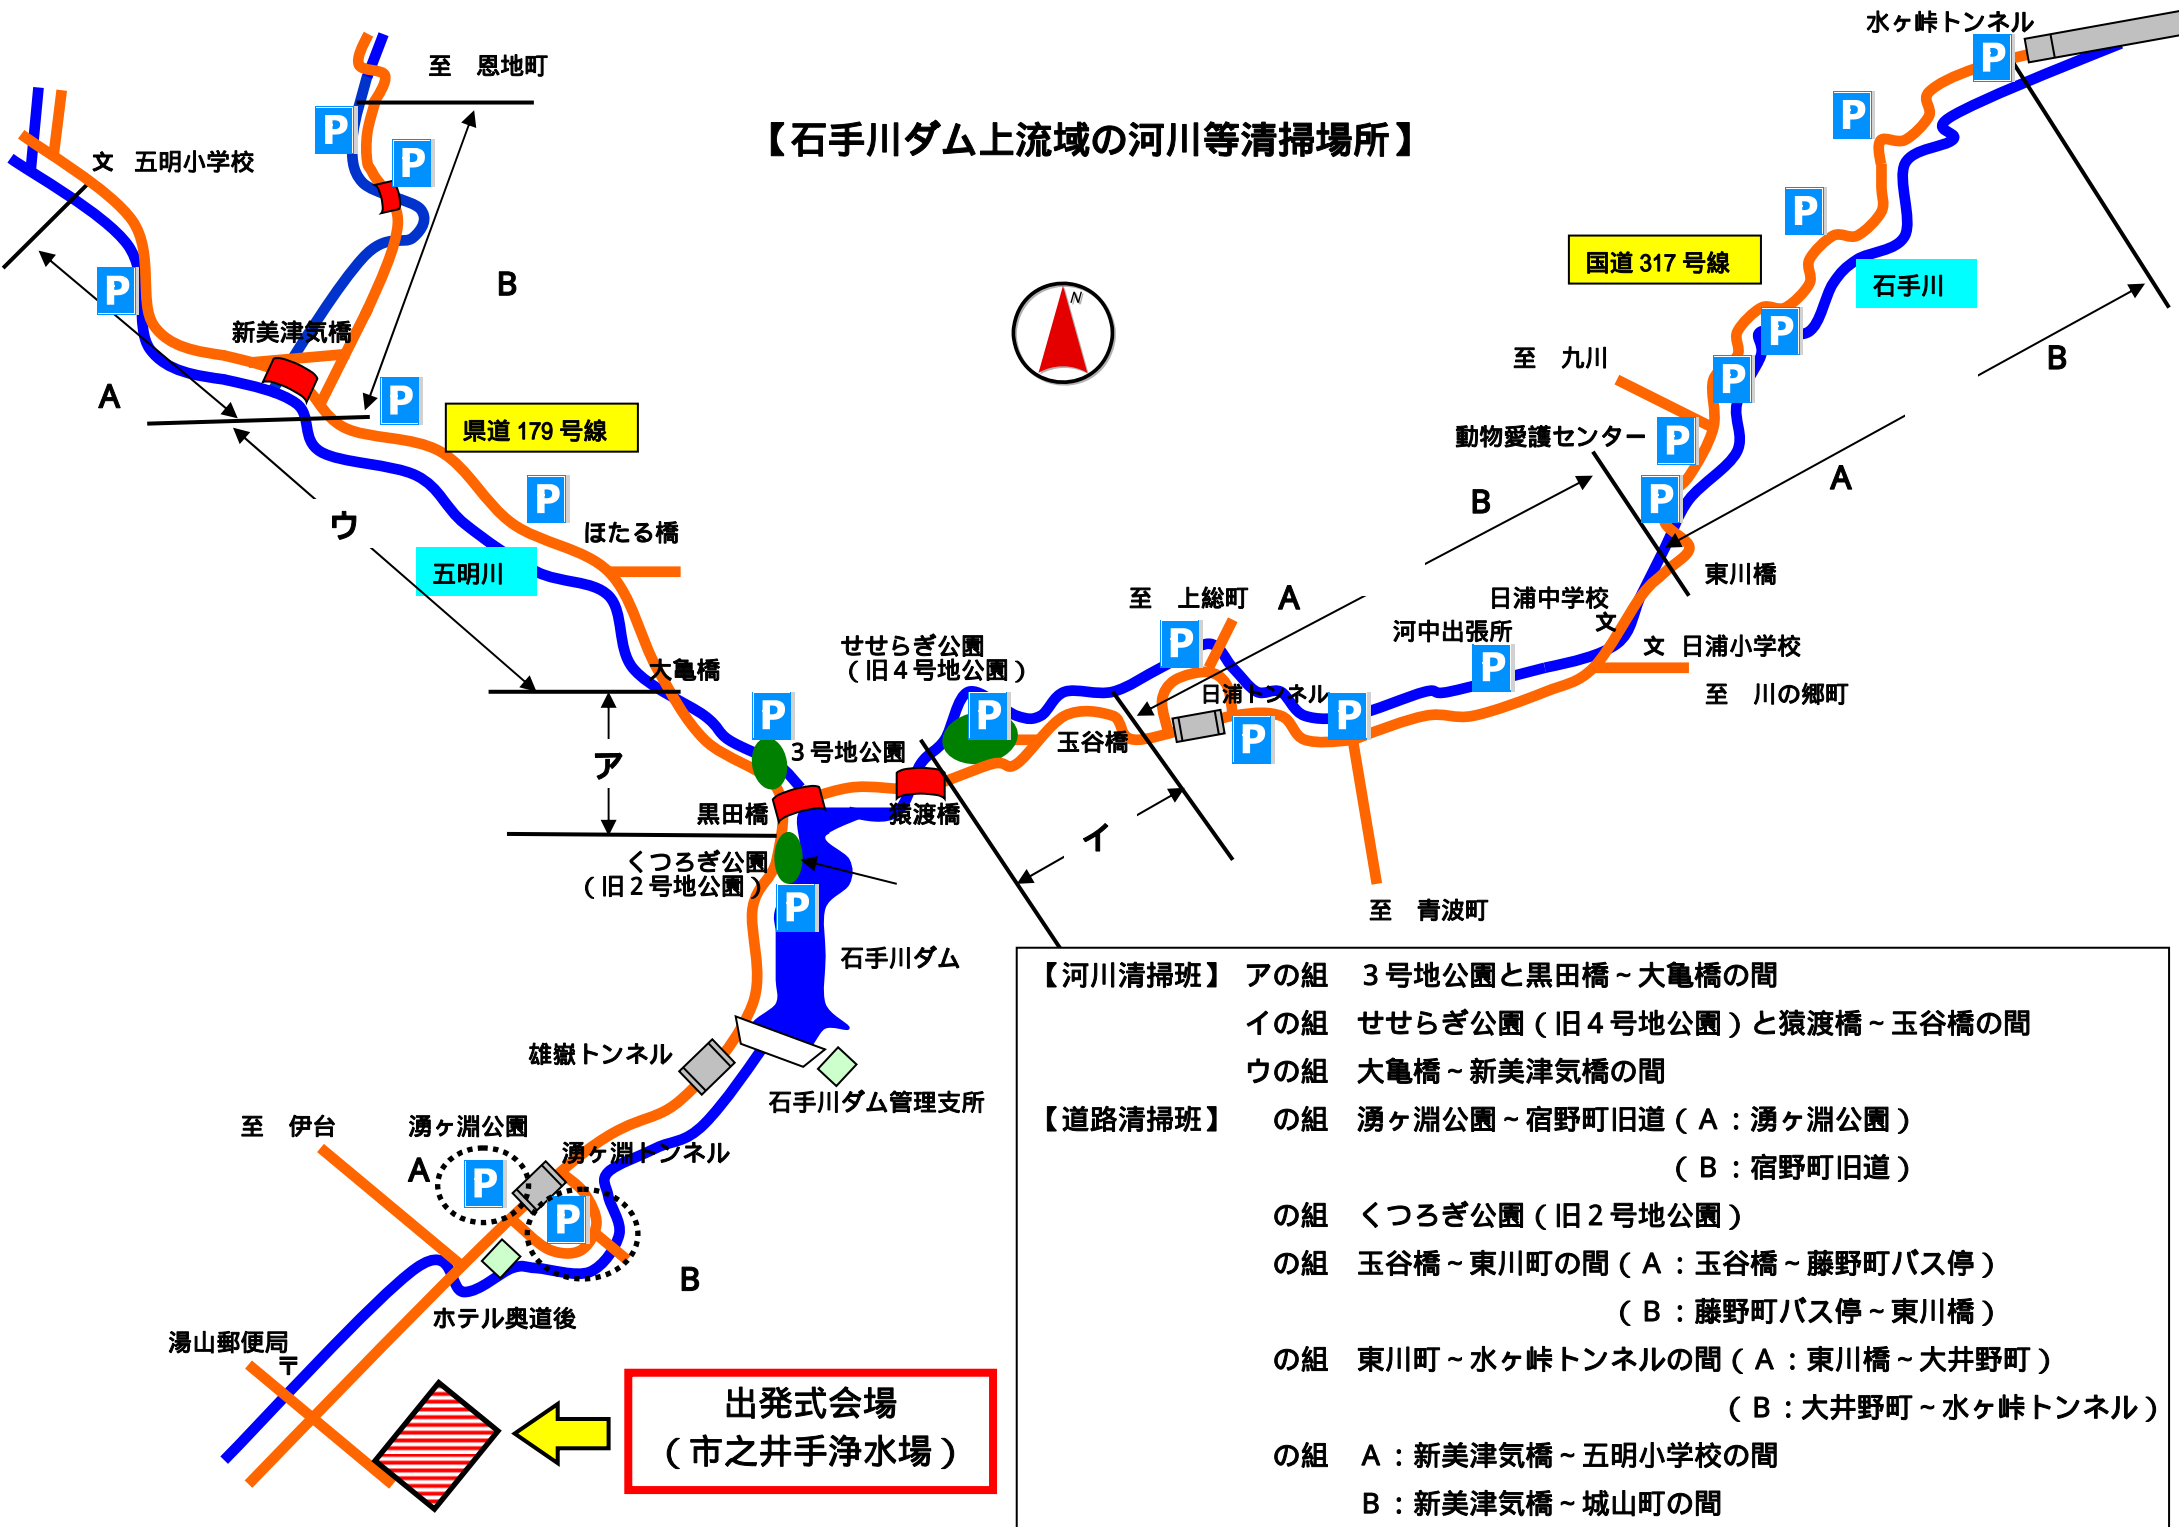 【石手川ダム上流域の河川等清掃場所】
水ヶ峠トンネル
P
至　恩地町
P
P
文　五明小学校
P
P
P
B
国道 317 号線
石手川
N
新美津気橋
P
P
B
至　九川
A
P
県道 179 号線
動物愛護センター
P
A
B
P
P
ウ
ほたる橋
五明川
東川橋
至　上総町
A
日浦中学校
文
河中出張所
文 日浦小学校
せせらぎ公園
（旧４号地公園）
P
P
大亀橋
日浦トンネル
至　川の郷町
P
P
P
P
玉谷橋
３号地公園
ア
黒田橋
猿渡橋
イ
くつろぎ公園
（旧２号地公園）
P
至　青波町
石手川ダム
雄嶽トンネル
石手川ダム管理支所
至　伊台
湧ヶ淵公園
湧ヶ淵トンネル
A
P
P
B
ホテル奥道後
湯山郵便局
〒
出発式会場
（市之井手浄水場）
【河川清掃班】 アの組　３号地公園と黒田橋～大亀橋の間
イの組　せせらぎ公園（旧４号地公園）と猿渡橋～玉谷橋の間
ウの組　大亀橋～新美津気橋の間
【道路清掃班】　の組　湧ヶ淵公園～宿野町旧道（Ａ：湧ヶ淵公園）
（Ｂ：宿野町旧道）
の組　くつろぎ公園（旧２号地公園）
の組　玉谷橋～東川町の間（Ａ：玉谷橋～藤野町バス停）
（Ｂ：藤野町バス停～東川橋）
の組　東川町～水ヶ峠トンネルの間（Ａ：東川橋～大井野町）
（Ｂ：大井野町～水ヶ峠トンネル）
の組　Ａ：新美津気橋～五明小学校の間
Ｂ：新美津気橋～城山町の間